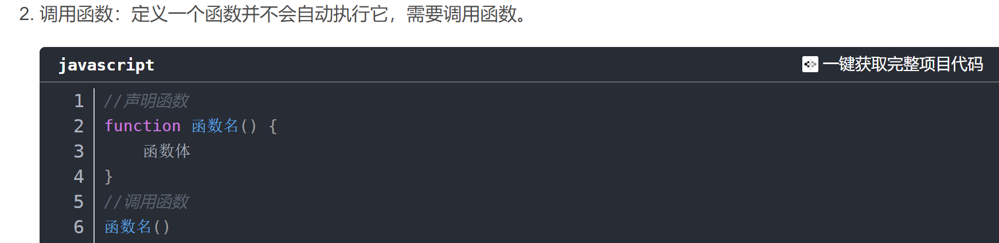 2. 调用函数：定义一个函数并不会自动执行它，需要调用函数。
javascript
一键获取完整项目代码
1 //声明函数
2 function 函数名() {
3     函数体
4 }
5 //调用函数
6 函数名()